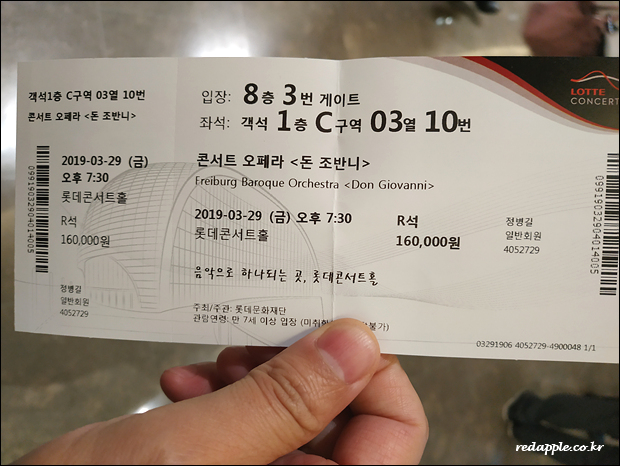 객석1층 C구역 03열 10번
콘서트 오페라 <돈 조반니>
2019-03-29 (금)
오후 7:30
롯데콘서트홀
R석
160,000원
정병길
일반회원
4052729
09919032904014005
입장: 8층 3번 게이트
좌석: 객석 1층 C구역 03열 10번
콘서트 오페라 <돈 조반니>
Freiburg Baroque Orchestra <Don Giovanni>
2019-03-29 (금) 오후 7:30
롯데콘서트홀
R석
160,000원
정병길
일반회원
4052729
음악으로 하나되는 곳, 롯데콘서트홀
주최/주관: 롯데문화재단
관람연령: 만 7세 이상 입장 (미취학 불가)
03291906 4052729-4900048 1/1
LOTTE
CONCERT
09919032904014005
redapple.co.kr